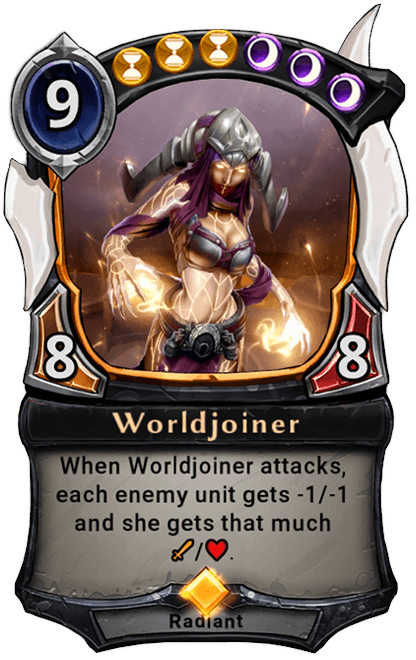 9
8
8
Worldjoiner
When Worldjoiner attacks,
each enemy unit gets -1/-1
and she gets that much
/.
Radiant